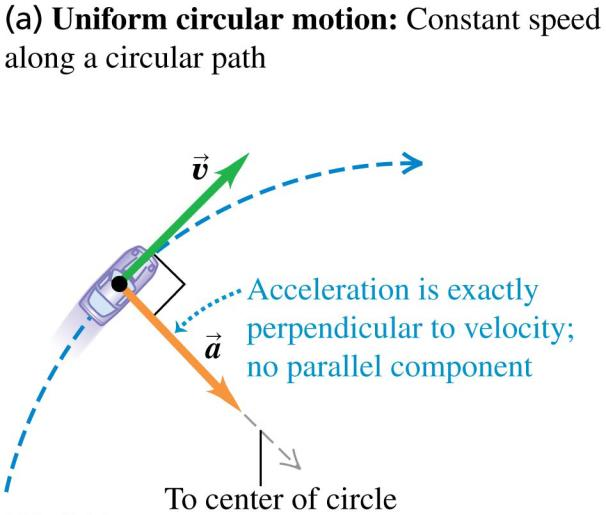 (a) Uniform circular motion: Constant speed
along a circular path
v⃗
Acceleration is exactly
perpendicular to velocity;
a⃗
no parallel component
To center of circle